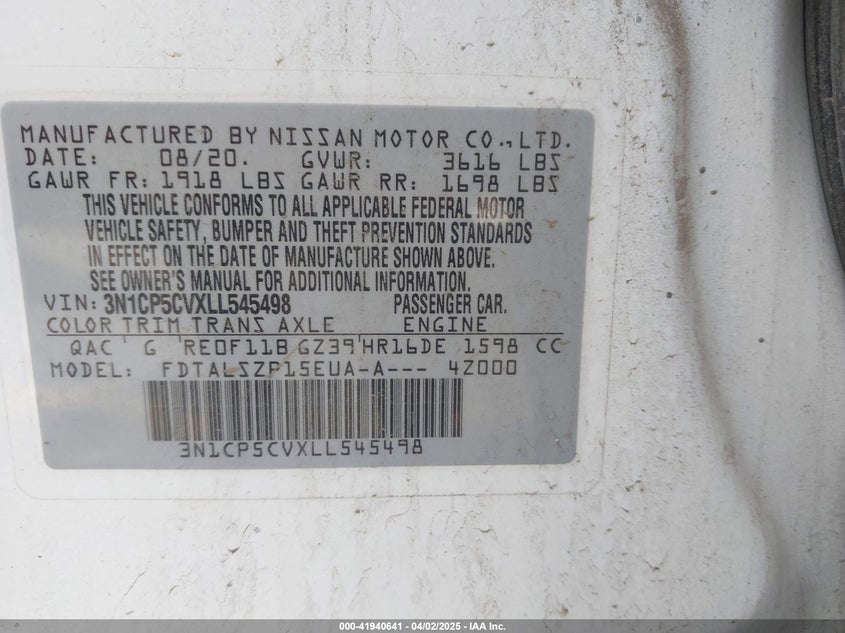 MANUFACTURED BY NISSAN MOTOR CO., LTD.
DATE: 08/20. GVWR: 3616 LBS
GAWR FR: 1918 LBS GAWR RR: 1698 LBS
THIS VEHICLE CONFORMS TO ALL APPLICABLE FEDERAL MOTOR
VEHICLE SAFETY, BUMPER AND THEFT PREVENTION STANDARDS
IN EFFECT ON THE DATE OF MANUFACTURE SHOWN ABOVE.
SEE OWNER'S MANUAL FOR ADDITIONAL INFORMATION.
VIN: 3N1CP5CVXLL545498 PASSENGER CAR.
COLOR TRIM TRANS AXLE ENGINE
QAC G RE0F11B GZ39 HR16DE 1598 CC
MODEL: FDTALSZP15EUA-A--- 4Z000
3N1CP5CVXLL545498
000-41940641 - 04/02/2025 - IAA Inc.